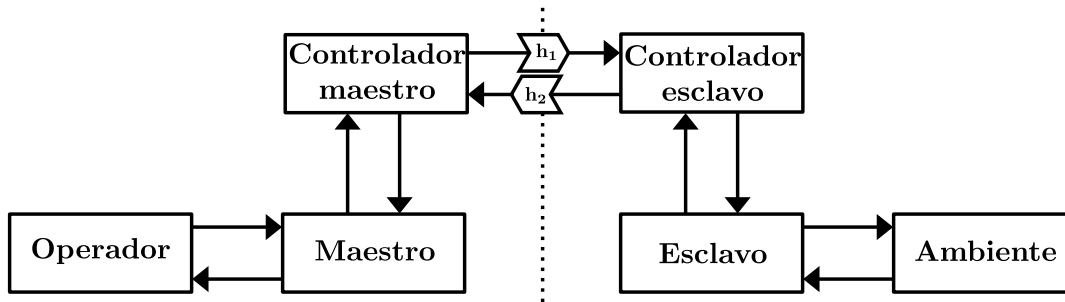 Controlador
maestro
h1
h2
Controlador
esclavo
Operador
Maestro
Esclavo
Ambiente